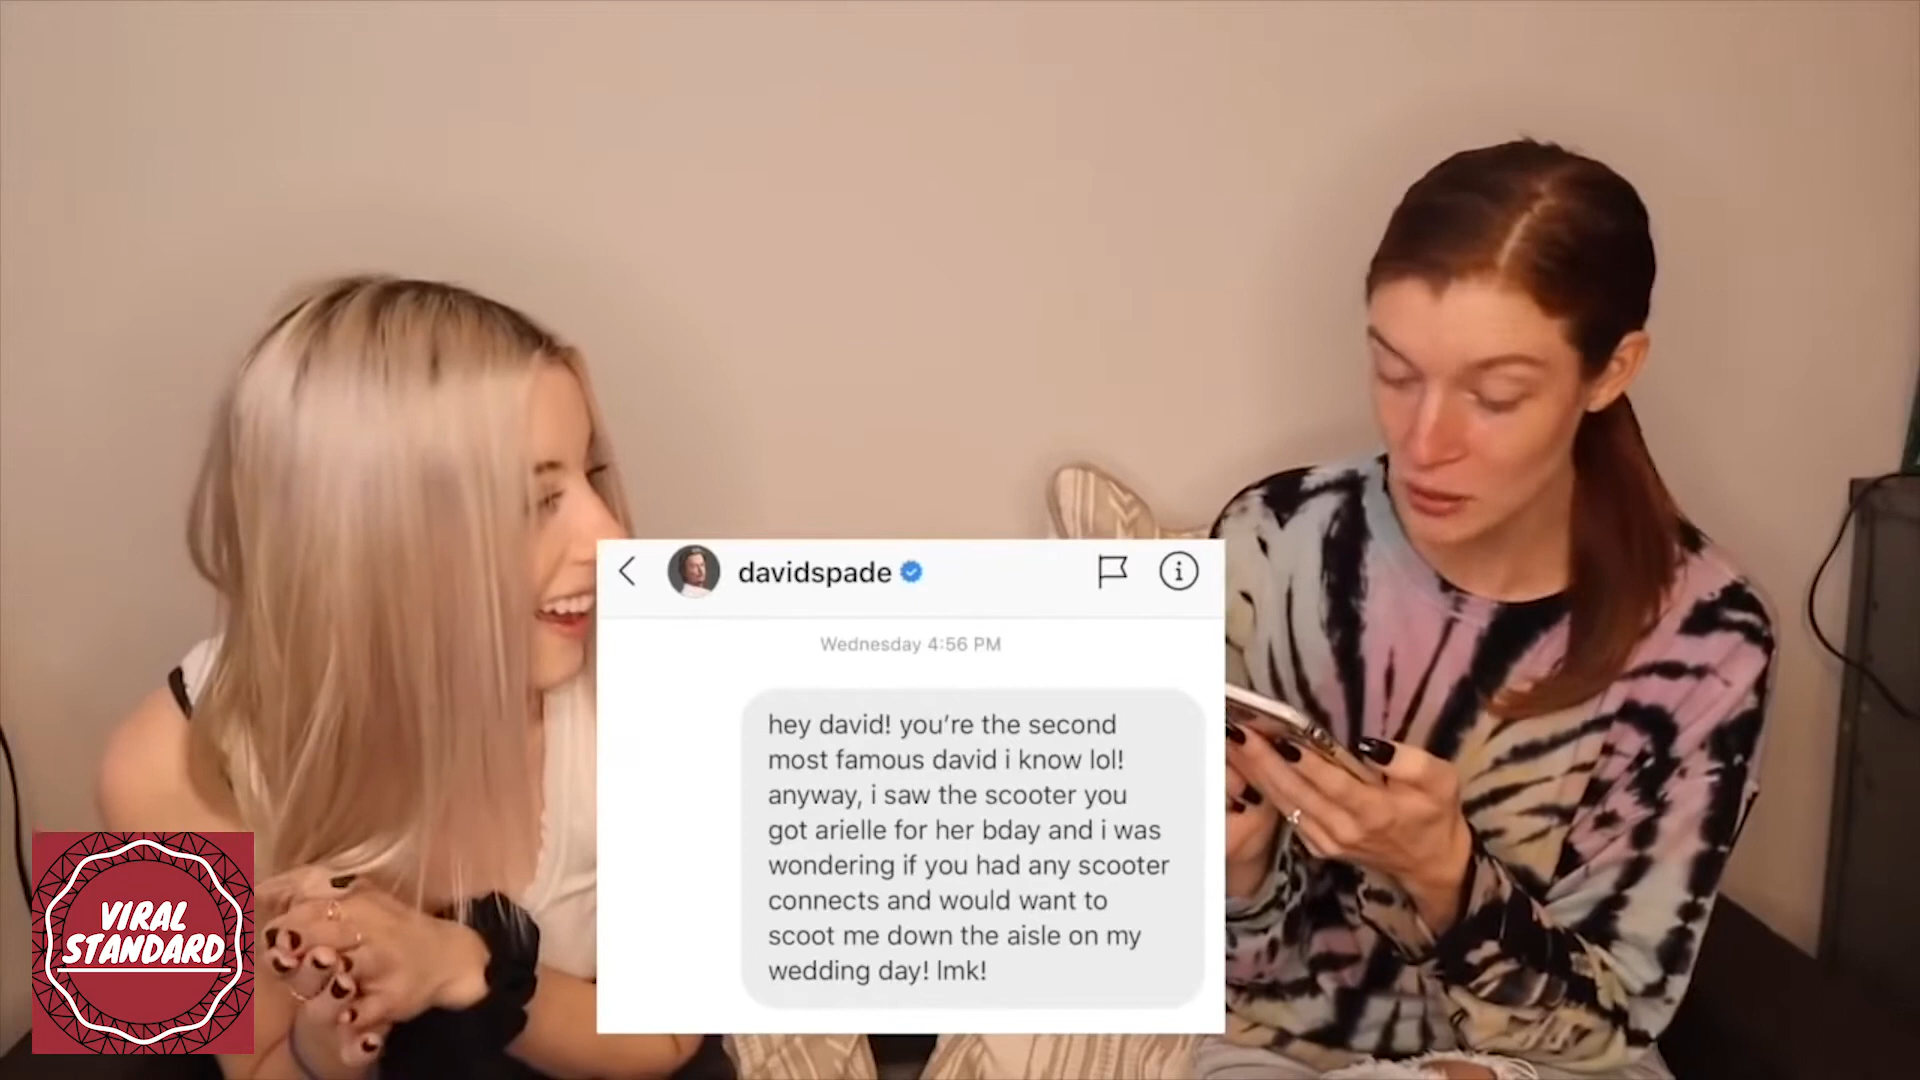 davidspade
Wednesday 4:56 PM
hey david! you’re the second
most famous david i know lol!
anyway, i saw the scooter you
got arielle for her bday and i was
wondering if you had any scooter
connects and would want to
scoot me down the aisle on my
wedding day! lmk!
VIRAL
STANDARD